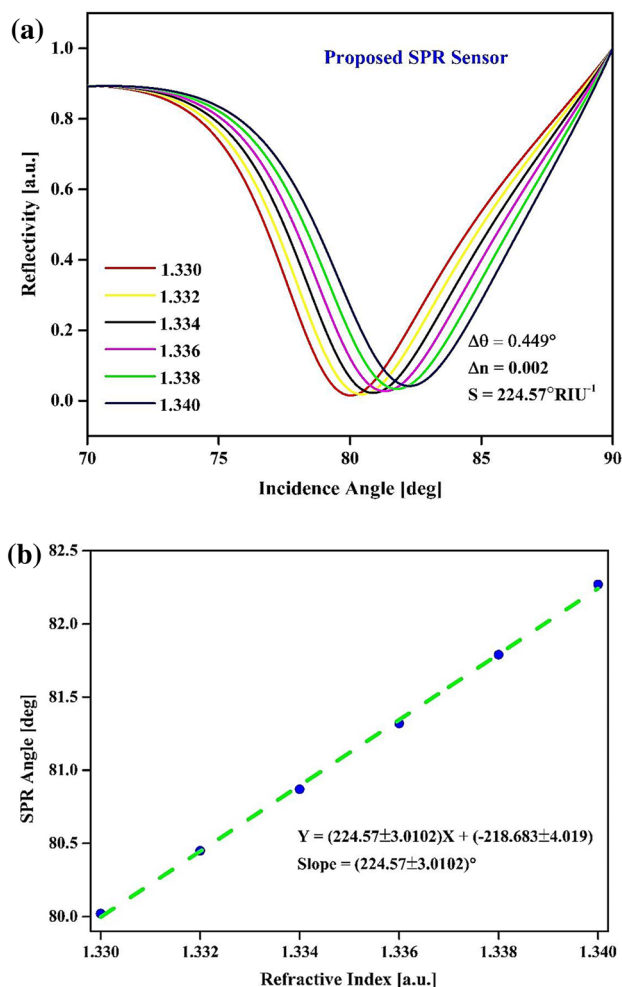 (a)
Proposed SPR Sensor
1.0
0.8
0.6
0.4
0.2
0.0
Reflectivity [a.u.]
1.330
1.332
1.334
1.336
1.338
1.340
Δθ = 0.449°
Δn = 0.002
S = 224.57°RIU⁻¹
70 75 80 85 90
Incidence Angle [deg]
(b)
82.5
82.0
81.5
81.0
80.5
80.0
SPR Angle [deg]
Y = (224.57±3.0102)X + (-218.683±4.019)
Slope = (224.57±3.0102)°
1.330 1.332 1.334 1.336 1.338 1.340
Refractive Index [a.u.]